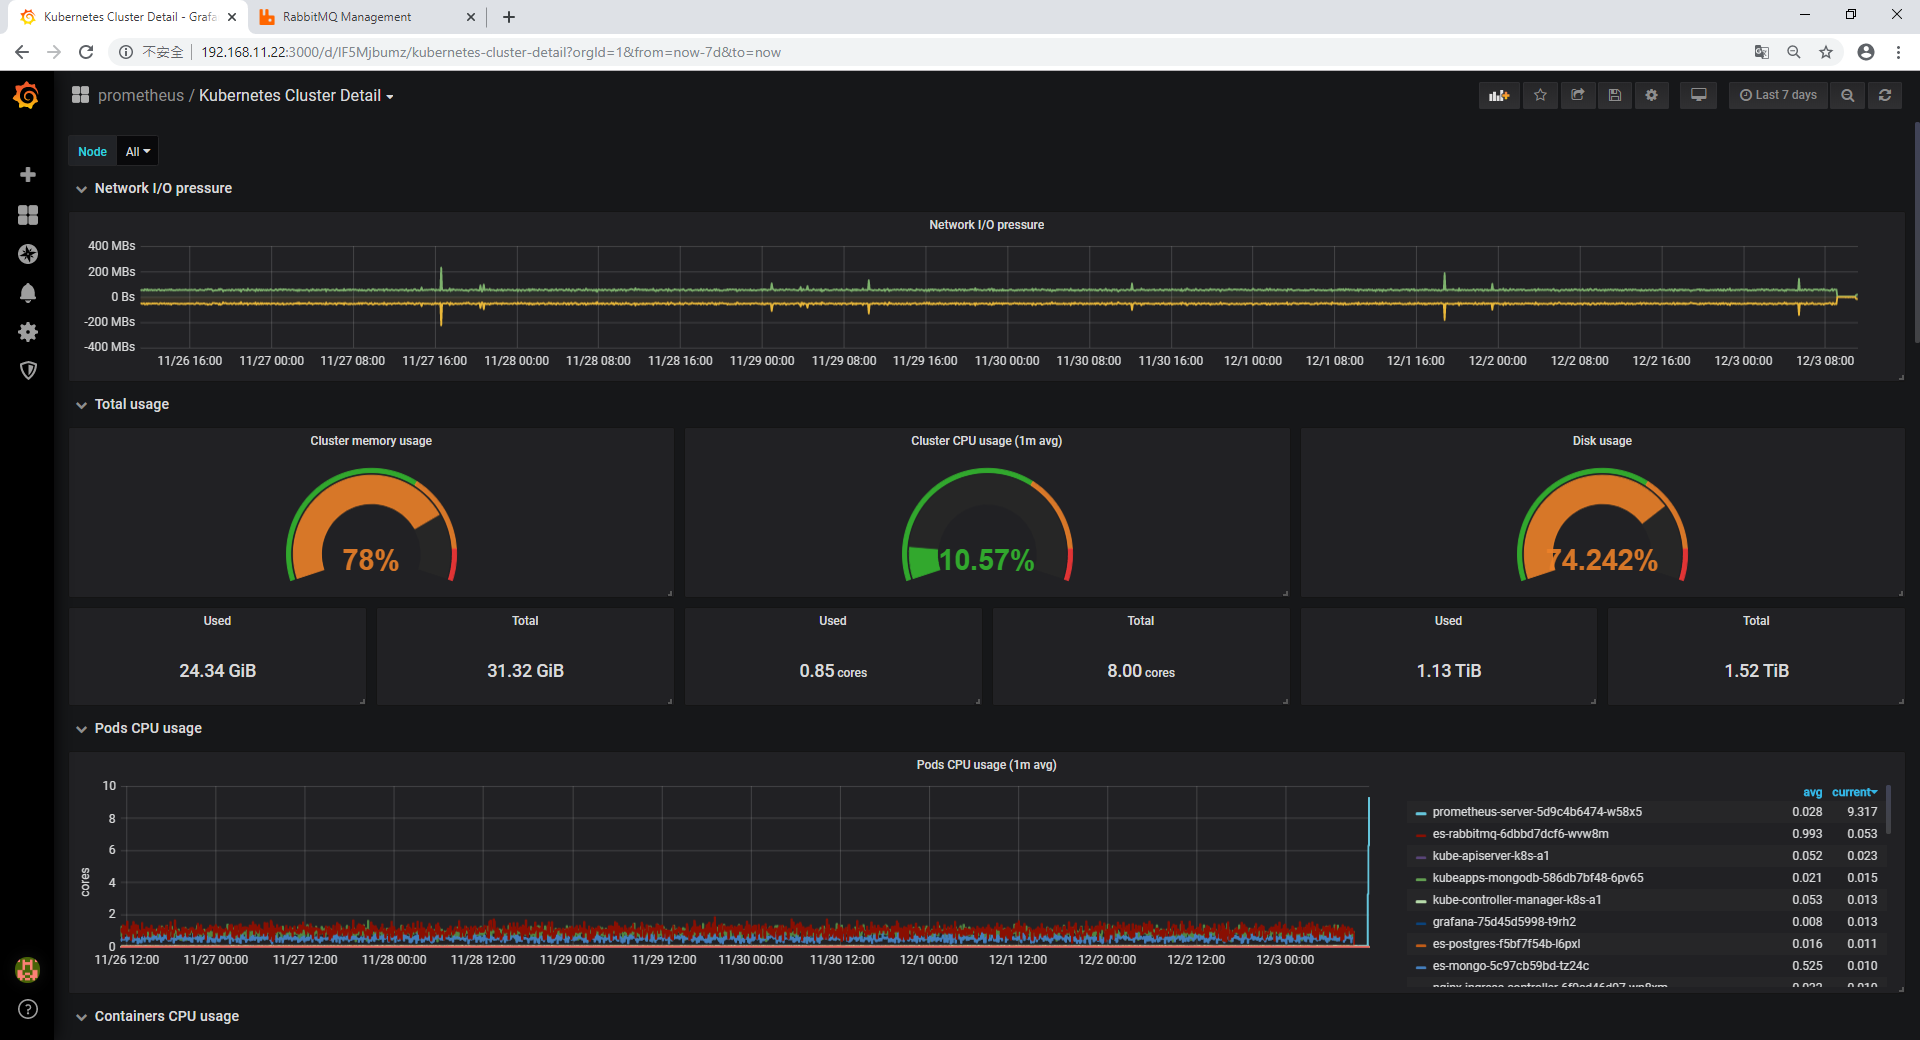 Kubernetes Cluster Detail - Grafa
RabbitMQ Management
不安全
192.168.11.22:3000/d/IF5Mjbumz/kubernetes-cluster-detail?orgId=1&from=now-7d&to=now
prometheus / Kubernetes Cluster Detail
Last 7 days
Node All
Network I/O pressure
Network I/O pressure
400 MBs
200 MBs
0 Bs
-200 MBs
-400 MBs
11/26 16:00 11/27 00:00 11/27 08:00 11/27 16:00 11/28 00:00 11/28 08:00 11/28 16:00 11/29 00:00 11/29 08:00 11/29 16:00 11/30 00:00 11/30 08:00 11/30 16:00 12/1 00:00 12/1 08:00 12/1 16:00 12/2 00:00 12/2 08:00 12/2 16:00 12/3 00:00 12/3 08:00
Total usage
Cluster memory usage
78%
Cluster CPU usage (1m avg)
10.57%
Disk usage
74.242%
Used
24.34 GiB
Total
31.32 GiB
Used
0.85 cores
Total
8.00 cores
Used
1.13 TiB
Total
1.52 TiB
Pods CPU usage
Pods CPU usage (1m avg)
cores
10
8
6
4
2
0
11/26 12:00 11/27 00:00 11/27 12:00 11/28 00:00 11/28 12:00 11/29 00:00 11/29 12:00 11/30 00:00 11/30 12:00 12/1 00:00 12/1 12:00 12/2 00:00 12/2 12:00 12/3 00:00
avg current
prometheus-server-5d9c4b6474-w58x5 0.028 9.317
es-rabbitmq-6dbbd7dcf6-wvw8m 0.993 0.053
kube-apiserver-k8s-a1 0.052 0.023
kubeapps-mongodb-586db7bf48-6pv65 0.021 0.015
kube-controller-manager-k8s-a1 0.053 0.013
grafana-75d45d5998-t9rh2 0.008 0.013
es-postgres-f5bf7f54b-l6pxl 0.016 0.011
es-mongo-5c97cb59bd-tz24c 0.525 0.010
Containers CPU usage